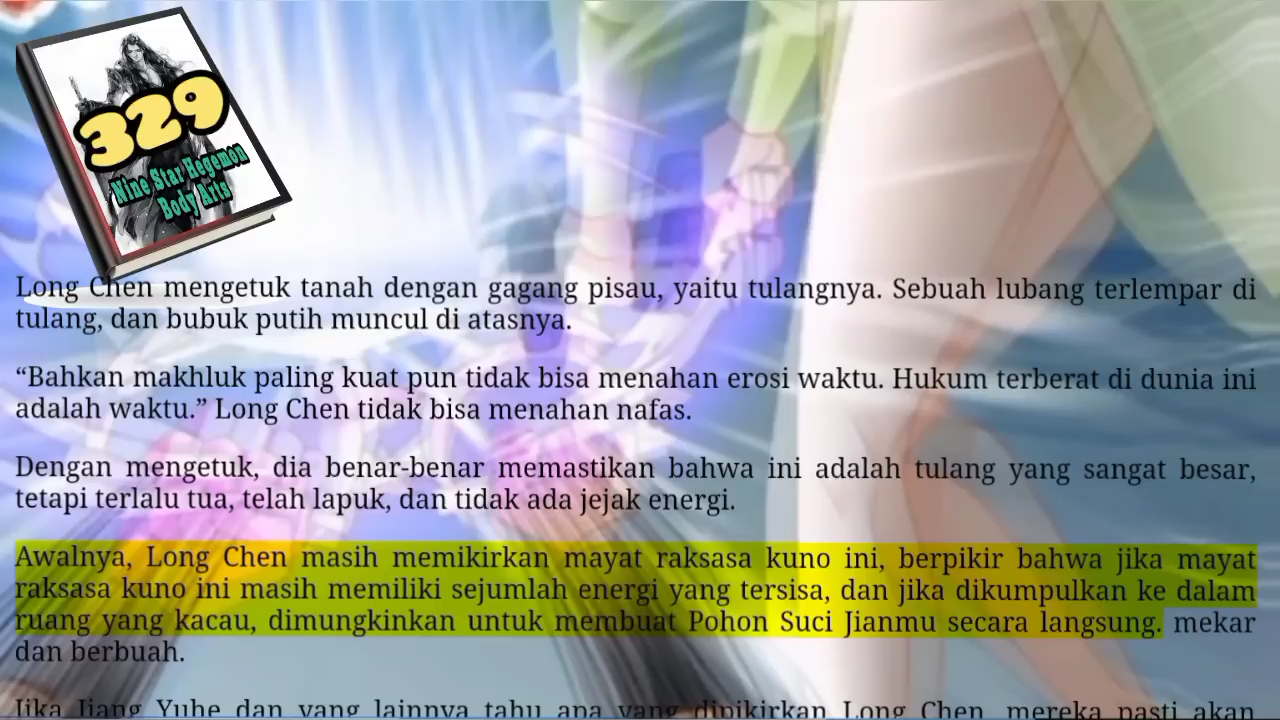 329
Nine Star Hegemon
Body Arts
Long Chen mengetuk tanah dengan gagang pisau, yaitu tulangnya. Sebuah lubang terlempar di
tulang, dan bubuk putih muncul di atasnya.
“Bahkan makhluk paling kuat pun tidak bisa menahan erosi waktu. Hukum terberat di dunia ini
adalah waktu.” Long Chen tidak bisa menahan nafas.
Dengan mengetuk, dia benar-benar memastikan bahwa ini adalah tulang yang sangat besar,
tetapi terlalu tua, telah lapuk, dan tidak ada jejak energi.
Awalnya, Long Chen masih memikirkan mayat raksasa kuno ini, berpikir bahwa jika mayat
raksasa kuno ini masih memiliki sejumlah energi yang tersisa, dan jika dikumpulkan ke dalam
ruang yang kacau, dimungkinkan untuk membuat Pohon Suci Jianmu secara langsung. mekar
dan berbuah.
Jika Jiang Yuhe dan yang lainnya tahu apa yang dipikirkan Long Chen, mereka pasti akan